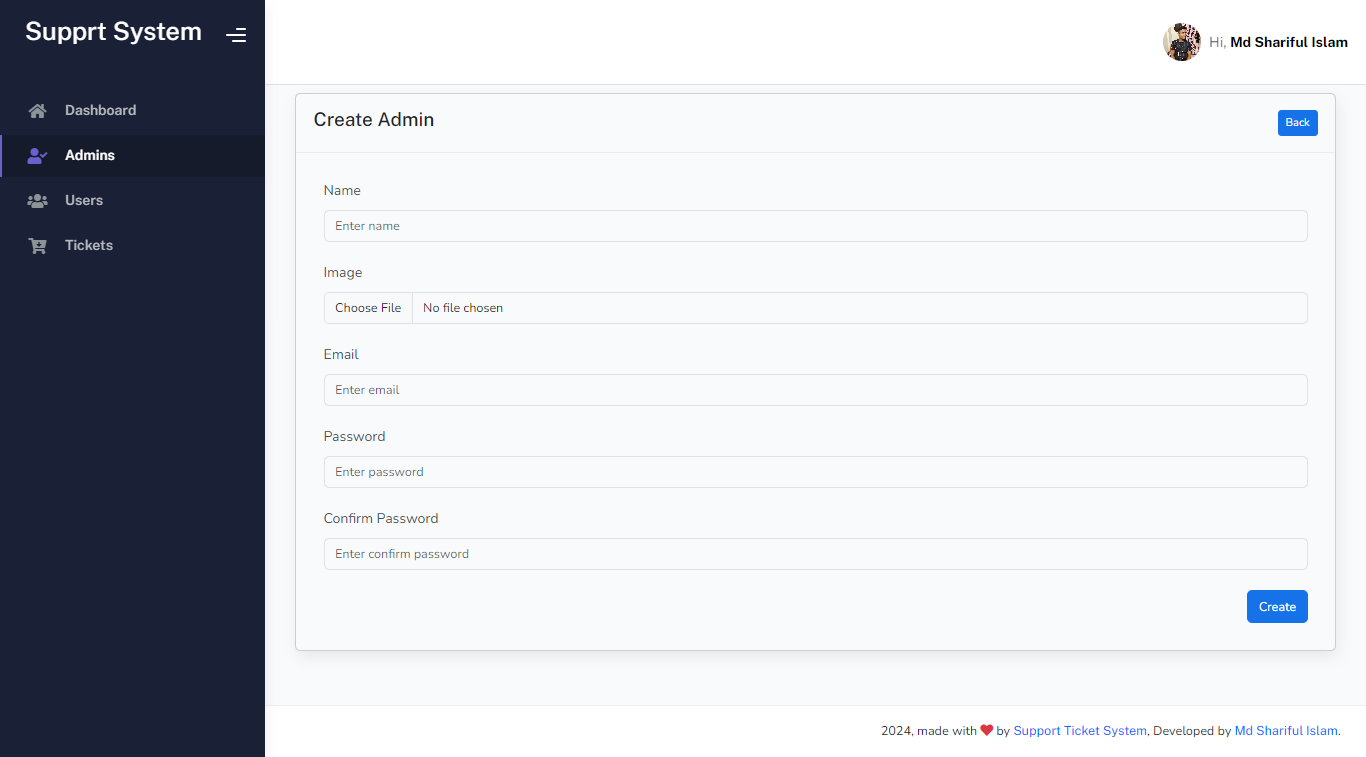 Supprt System
Hi, Md Shariful Islam
Dashboard
Admins
Users
Tickets
Create Admin
Back
Name
Enter name
Image
Choose File No file chosen
Email
Enter email
Password
Enter password
Confirm Password
Enter confirm password
Create
2024, made with ❤ by Support Ticket System, Developed by Md Shariful Islam.